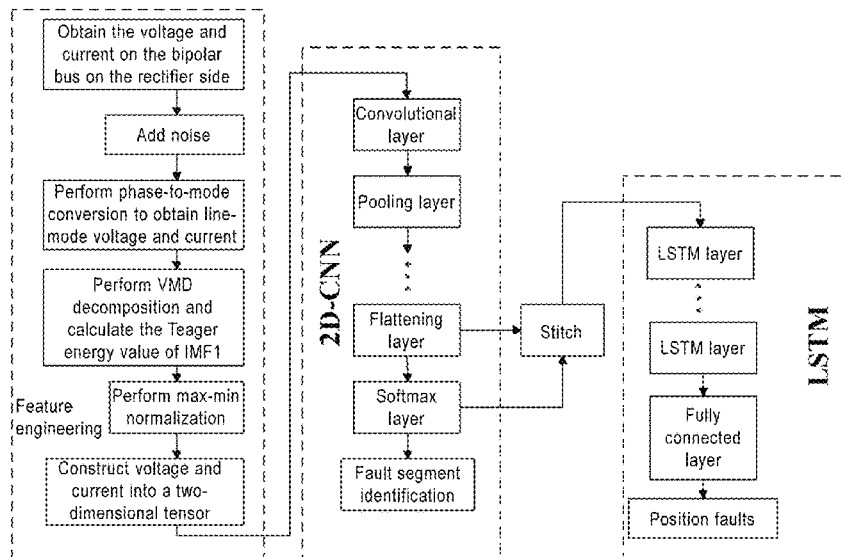 Obtain the voltage and
current on the bipolar
bus on the rectifier side
Add noise
Perform phase-to-mode
conversion to obtain line-
mode voltage and current
Perform VMD
decomposition and
calculate the Teager
energy value of IMF1
Perform max-min
normalization
Feature
engineering
Construct voltage and
current into a two-
dimensional tensor
2D-CNN
Convolutional
layer
Pooling layer
Flattening
layer
Softmax
layer
Fault segment
identification
Stitch
LSTM
LSTM layer
LSTM layer
Fully
connected
layer
Position faults